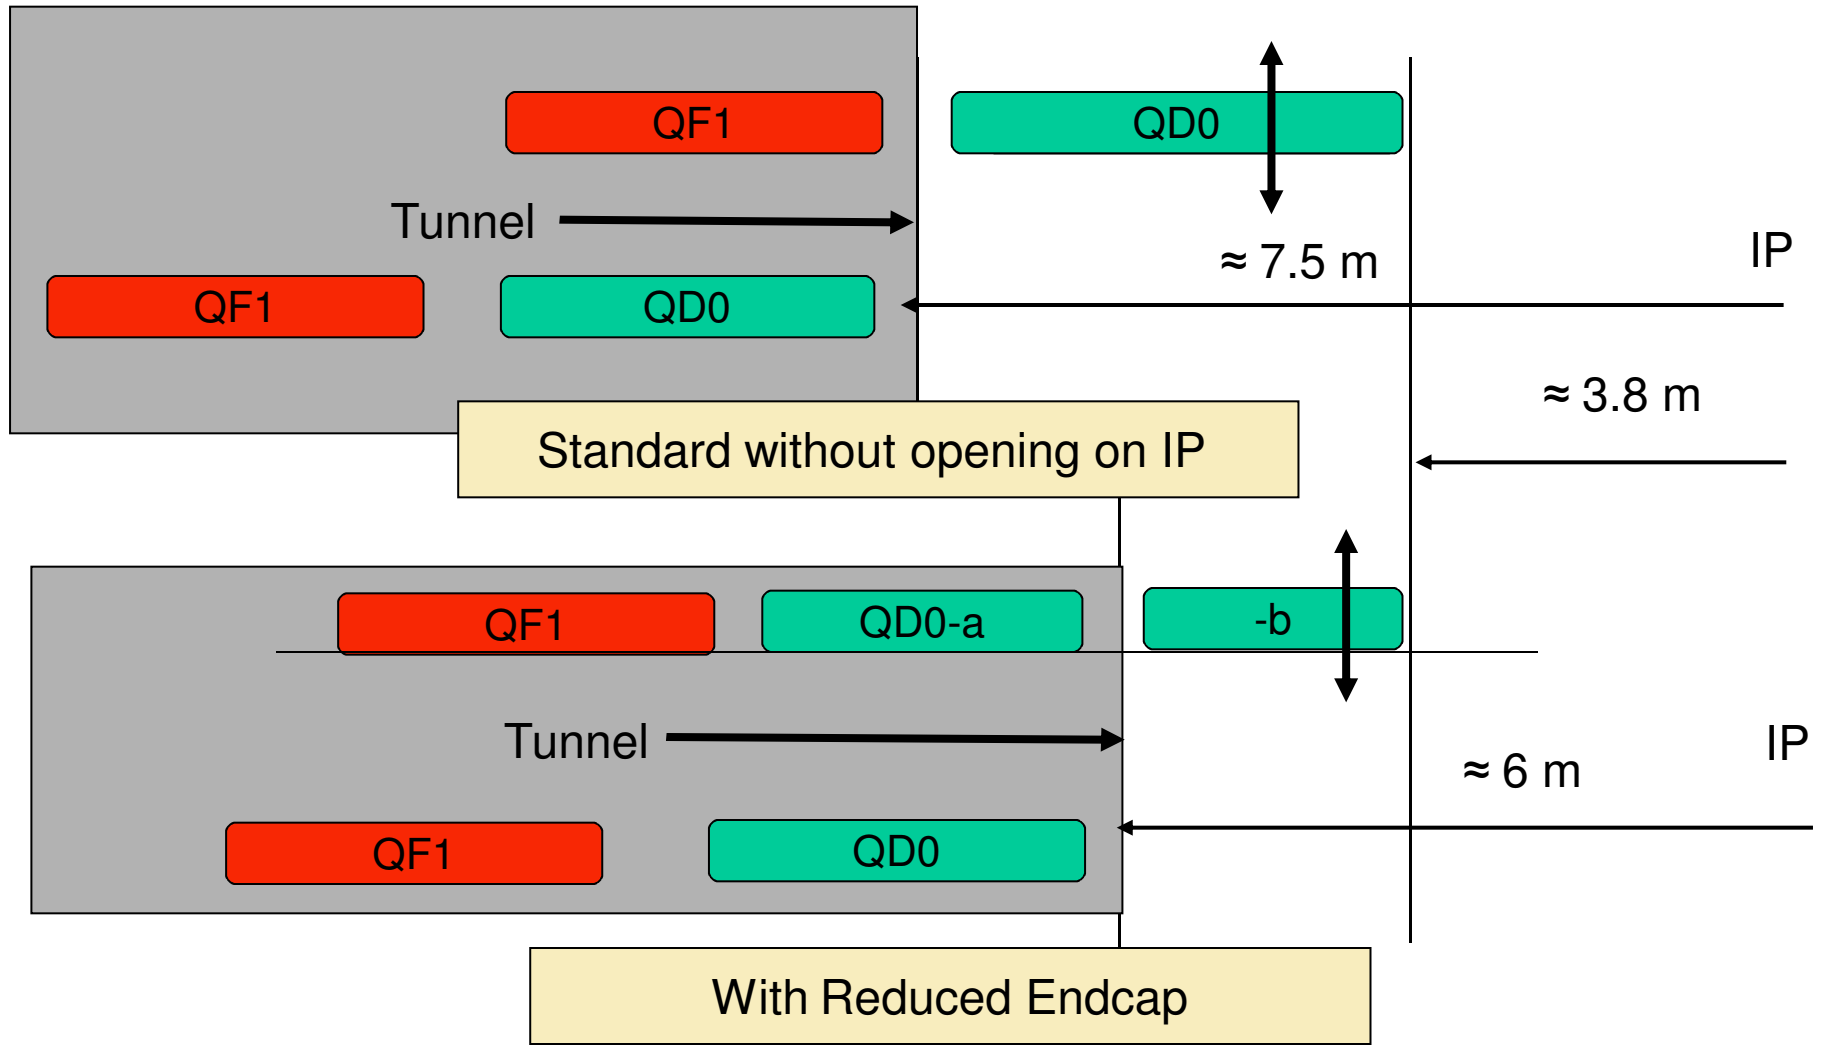 QF1
QD0
Tunnel
≈ 7.5 m
IP
QF1
QD0
≈ 3.8 m
Standard without opening on IP
QF1
QD0-a
-b
Tunnel
IP
≈ 6 m
QF1
QD0
With Reduced Endcap